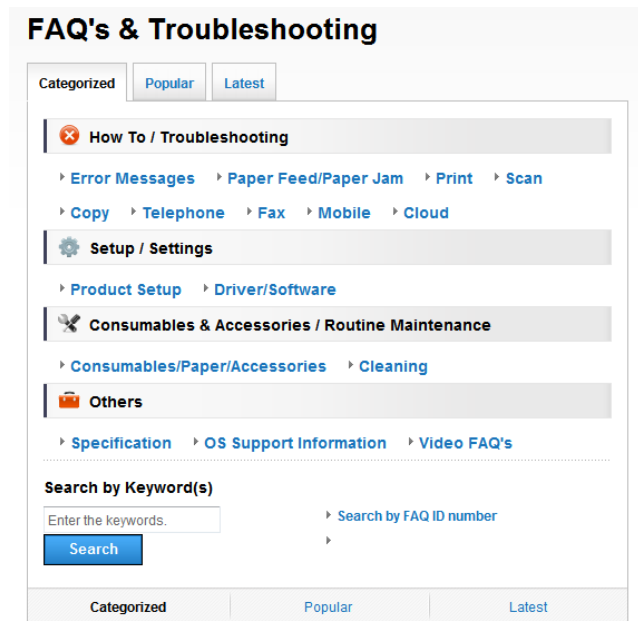 FAQ's & Troubleshooting
Categorized Popular Latest
How To / Troubleshooting
Error Messages Paper Feed/Paper Jam Print Scan
Copy Telephone Fax Mobile Cloud
Setup / Settings
Product Setup Driver/Software
Consumables & Accessories / Routine Maintenance
Consumables/Paper/Accessories Cleaning
Others
Specification OS Support Information Video FAQ's
Search by Keyword(s)
Enter the keywords. Search by FAQ ID number
Search
Categorized Popular Latest